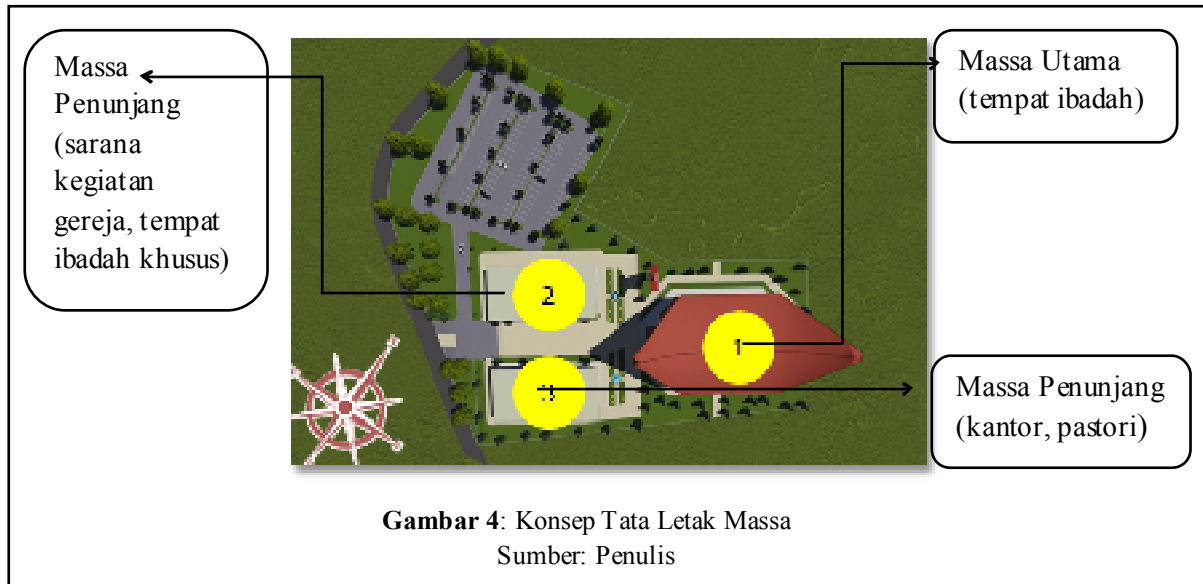 Massa
Penunjang
(sarana
kegiatan
gereja, tempat
ibadah khusus)
Massa Utama
(tempat ibadah)
2
1
3
Massa Penunjang
(kantor, pastori)
Gambar 4: Konsep Tata Letak Massa
Sumber: Penulis